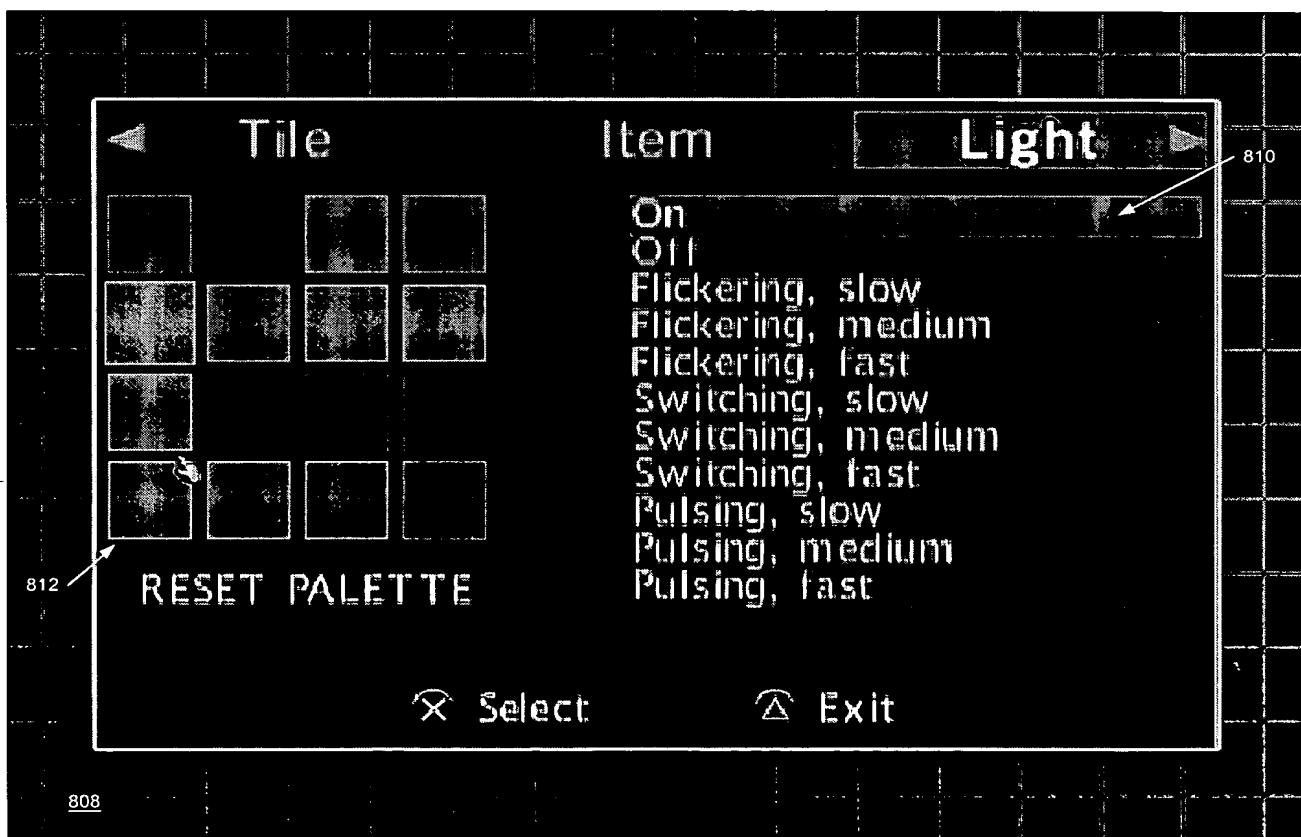 Tile Item Light
810
On
Off
Flickering, slow
Flickering, medium
Flickering, fast
Switching, slow
Switching, medium
Switching, fast
Pulsing, slow
Pulsing, medium
Pulsing, fast
812
RESET PALETTE
Select Exit
808